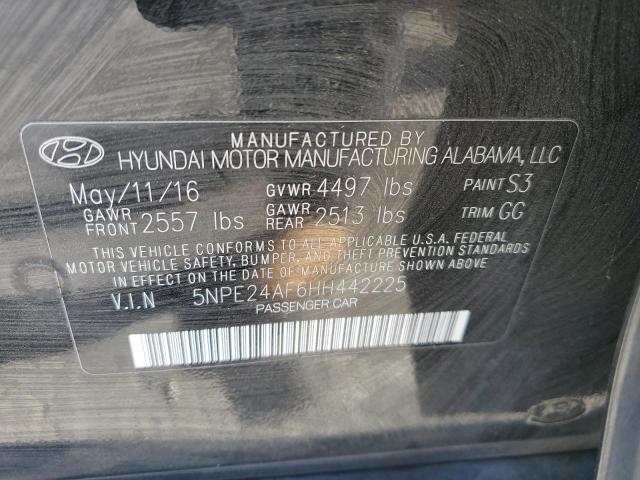 MANUFACTURED BY
HYUNDAI MOTOR MANUFACTURING ALABAMA, LLC
May/11/16 GVWR 4497 lbs PAINT S3
GAWR FRONT 2557 lbs GAWR REAR 2513 lbs TRIM GG
THIS VEHICLE CONFORMS TO ALL APPLICABLE U.S.A. FEDERAL
MOTOR VEHICLE SAFETY, BUMPER, AND THEFT PREVENTION STANDARDS
IN EFFECT ON THE DATE OF MANUFACTURE SHOWN ABOVE.
V.I.N 5NPE24AF6HH442225
PASSENGER CAR